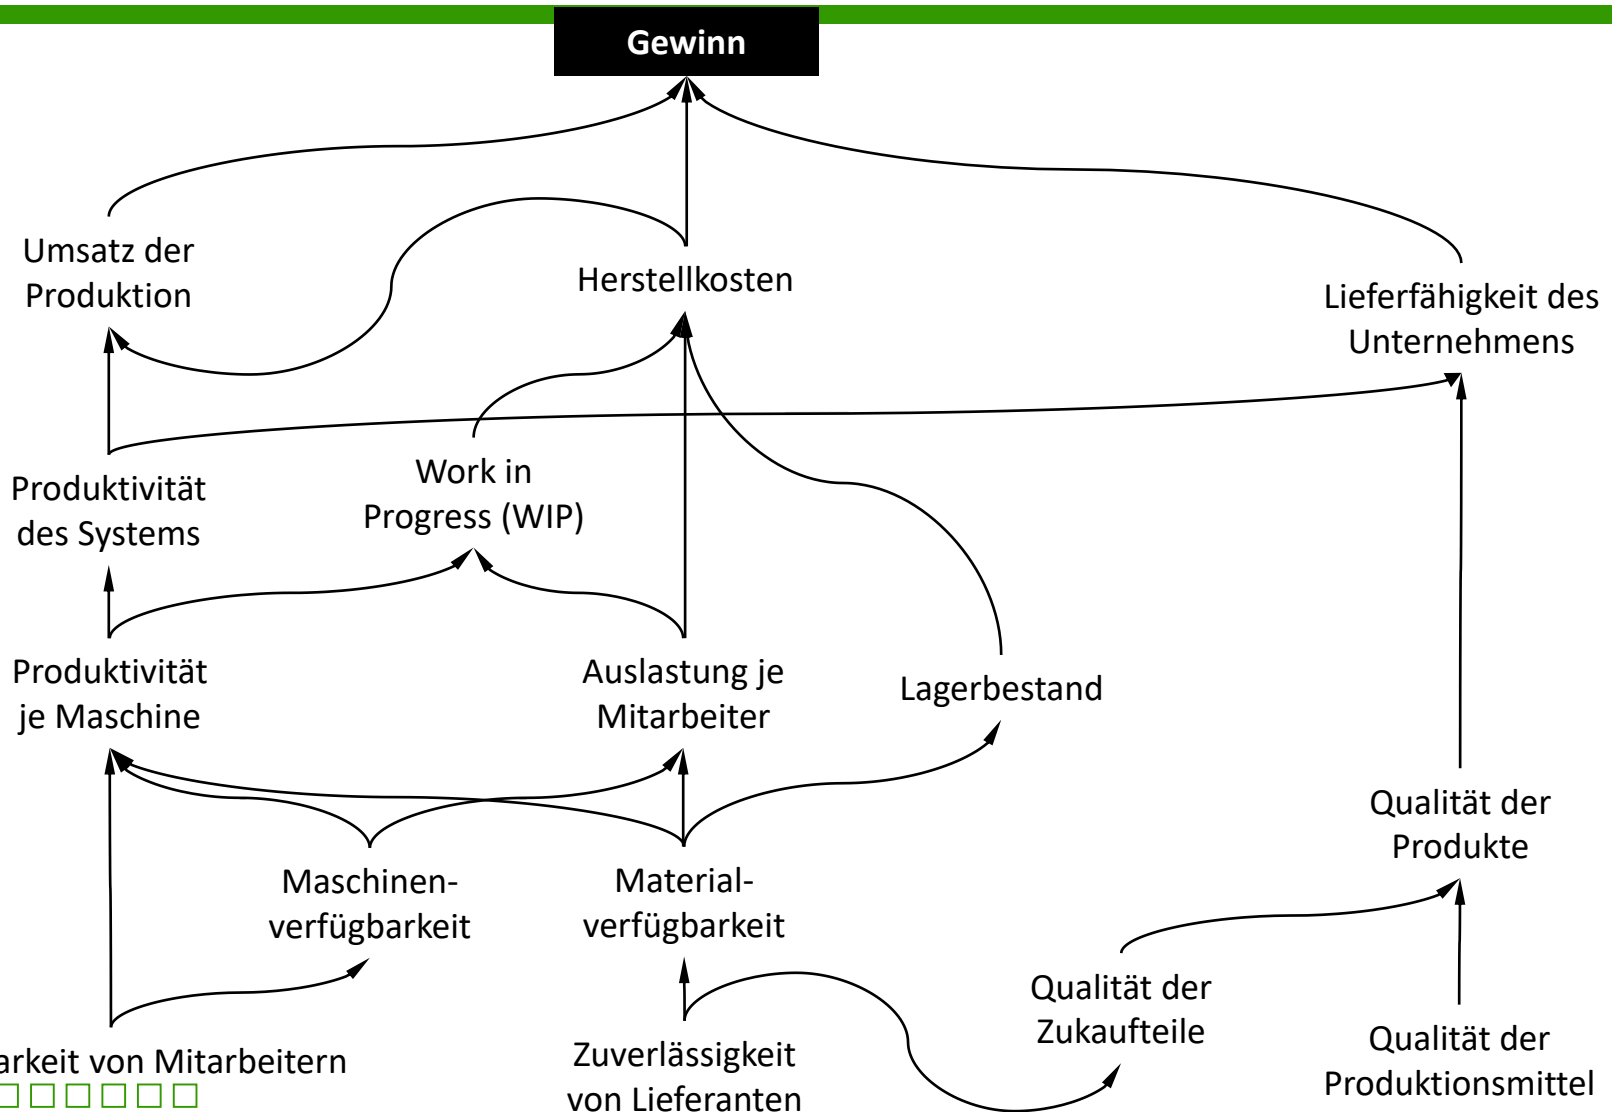 Gewinn
Umsatz der
Produktion
Herstellkosten
Lieferfähigkeit des
Unternehmens
Produktivität
des Systems
Work in
Progress (WIP)
Produktivität
je Maschine
Auslastung je
Mitarbeiter
Lagerbestand
Qualität der
Produkte
Maschinen-
verfügbarkeit
Material-
verfügbarkeit
Qualität der
Zukaufteile
arkeit von Mitarbeitern
Zuverlässigkeit
von Lieferanten
Qualität der
Produktionsmittel